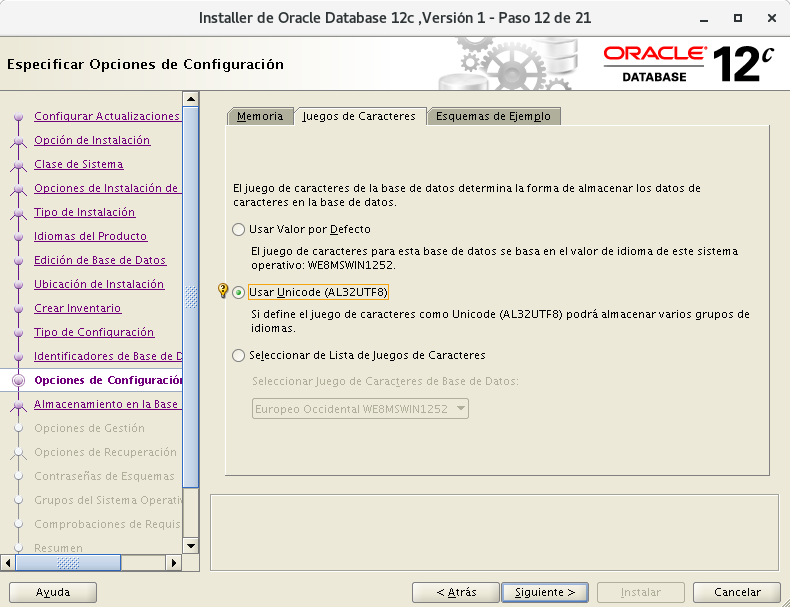 Installer de Oracle Database 12c ,Versión 1 - Paso 12 de 21
Especificar Opciones de Configuración
ORACLE®
DATABASE
12c
Configurar Actualizaciones
Opción de Instalación
Clase de Sistema
Opciones de Instalación de
Tipo de Instalación
Idiomas del Producto
Edición de Base de Datos
Ubicación de Instalación
Crear Inventario
Tipo de Configuración
Identificadores de Base de D
Opciones de Configuración
Almacenamiento en la Base
Opciones de Gestión
Opciones de Recuperación
Contraseñas de Esquemas
Grupos del Sistema Operativ
Comprobaciones de Requis
Resumen
Memoria
Juegos de Caracteres
Esquemas de Ejemplo
El juego de caracteres de la base de datos determina la forma de almacenar los datos de
caracteres en la base de datos.
Usar Valor por Defecto
El juego de caracteres para esta base de datos se basa en el valor de idioma de este sistema
operativo: WE8MSWIN1252.
Usar Unicode (AL32UTF8)
Si define el juego de caracteres como Unicode (AL32UTF8) podrá almacenar varios grupos de
idiomas.
Seleccionar de Lista de Juegos de Caracteres
Seleccionar Juego de Caracteres de Base de Datos:
Europeo Occidental WE8MSWIN1252
Ayuda
< Atrás
Siguiente >
Instalar
Cancelar